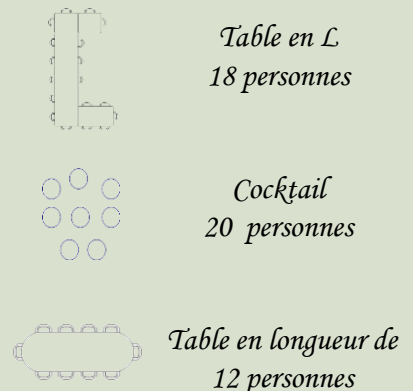 Table en L
18 personnes
Cocktail
20 personnes
Table en longueur de
12 personnes